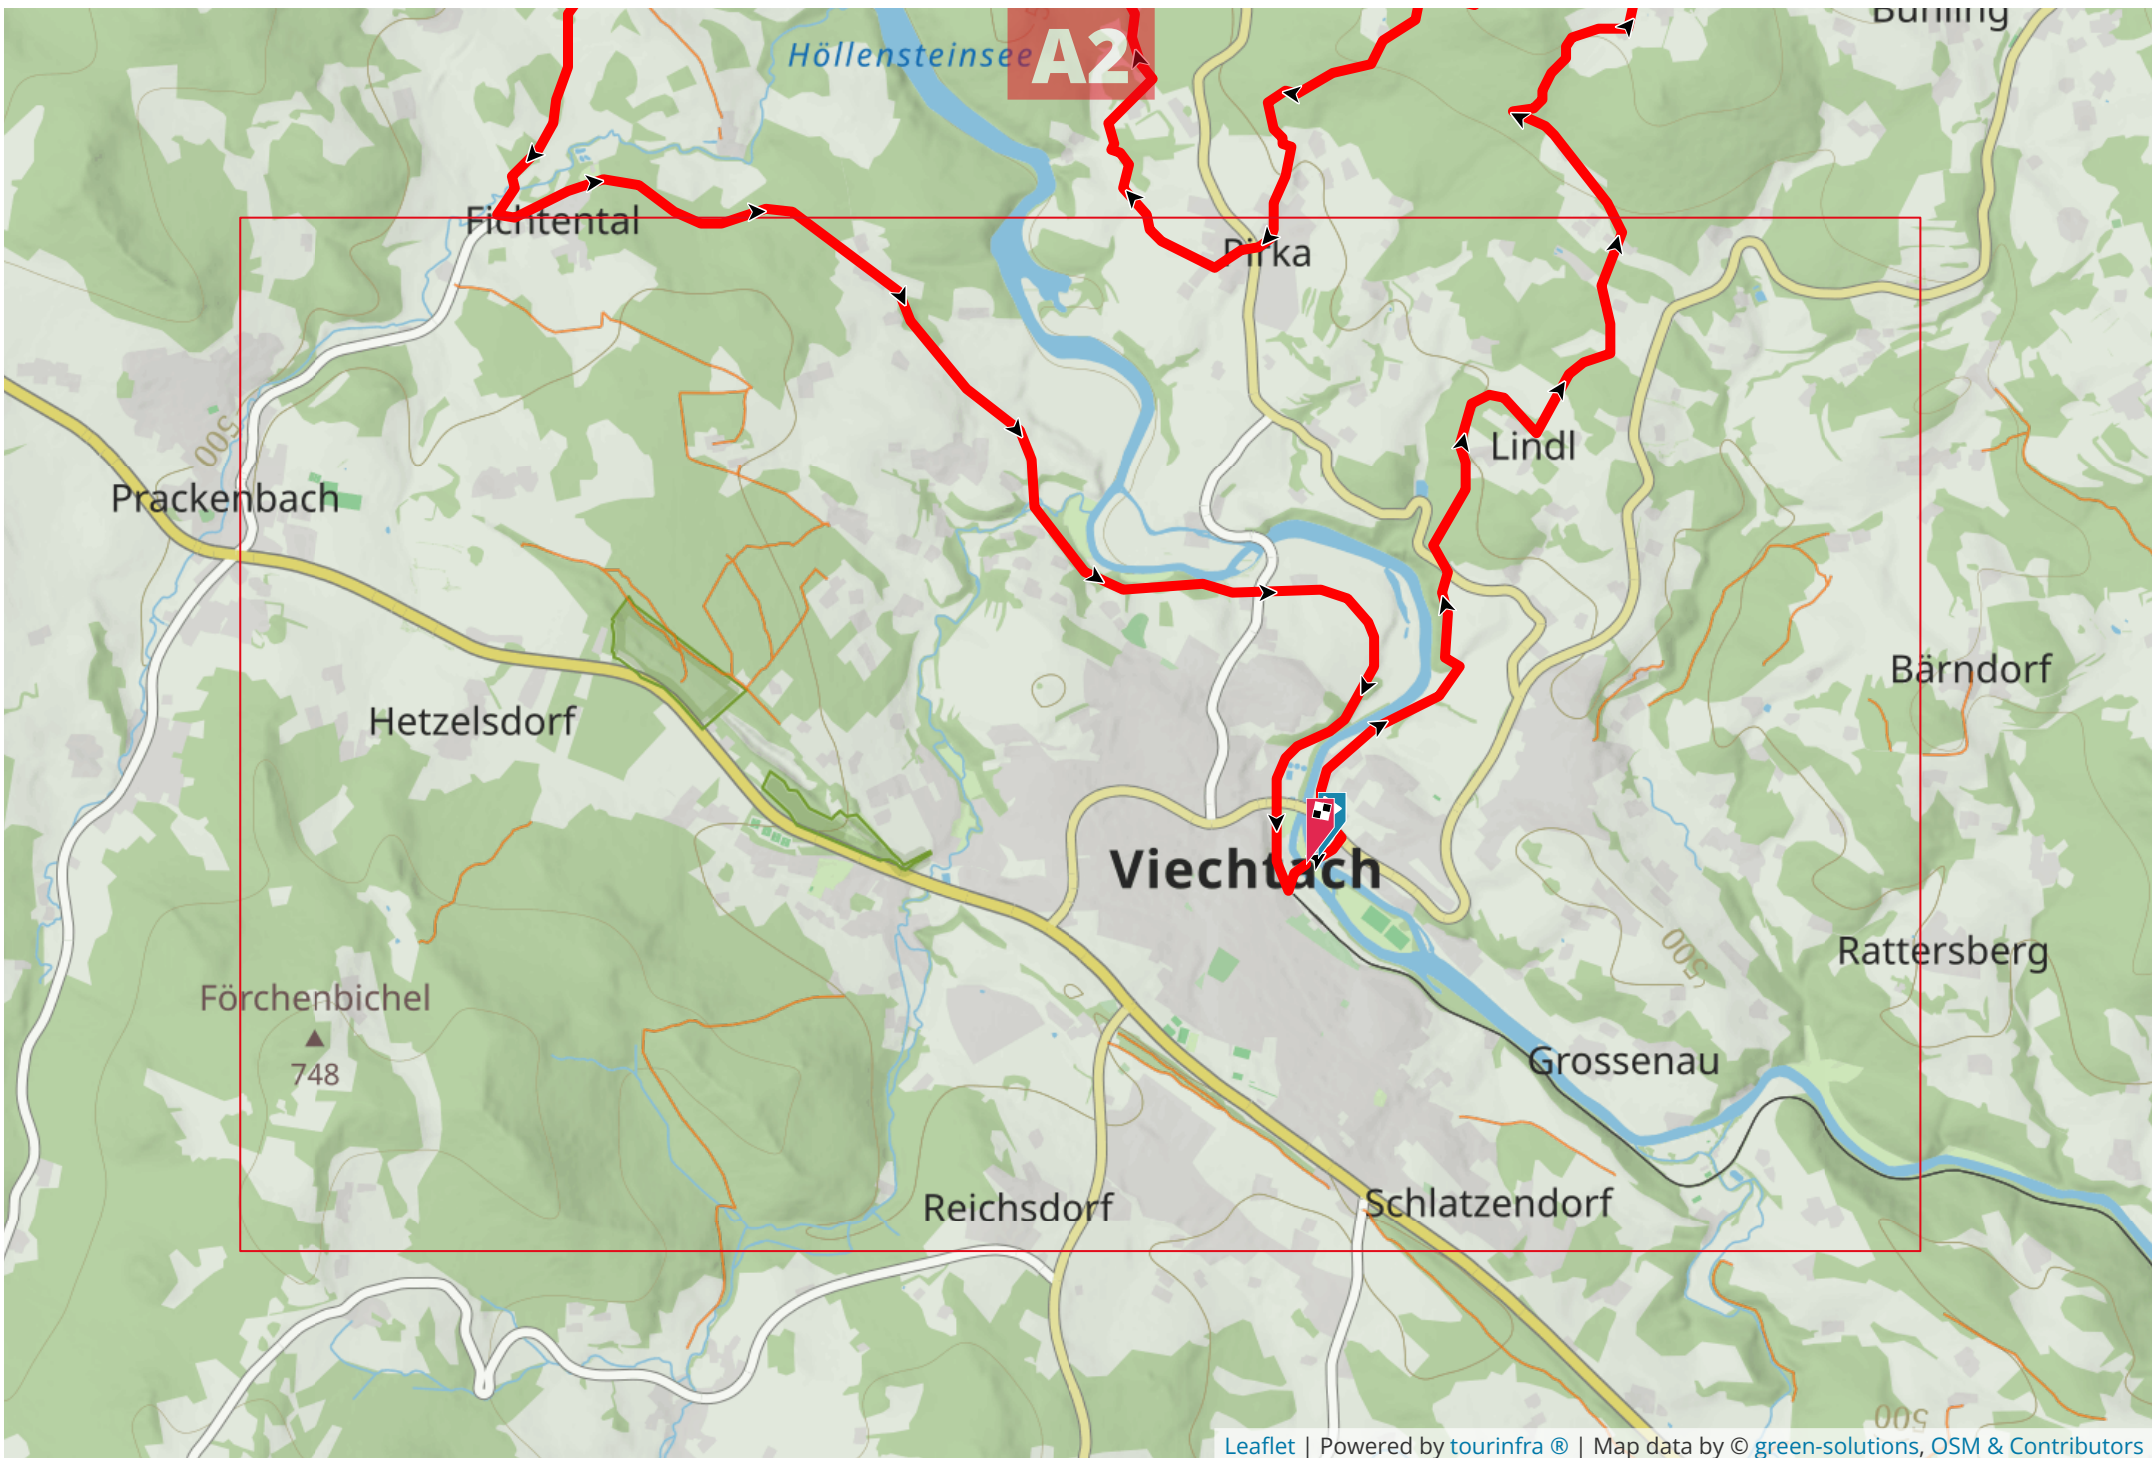 Höllensteinsee
A2
Fichtental
Pirka
500
Lindl
Prackenbach
Bärndorf
Hetzelsdorf
Viechtach
500
Rattersberg
Förchenbichel
748
Grossenau
Reichsdorf
Schlatzendorf
500
Leaflet | Powered by tourinfra ® | Map data by © green-solutions, OSM & Contributors